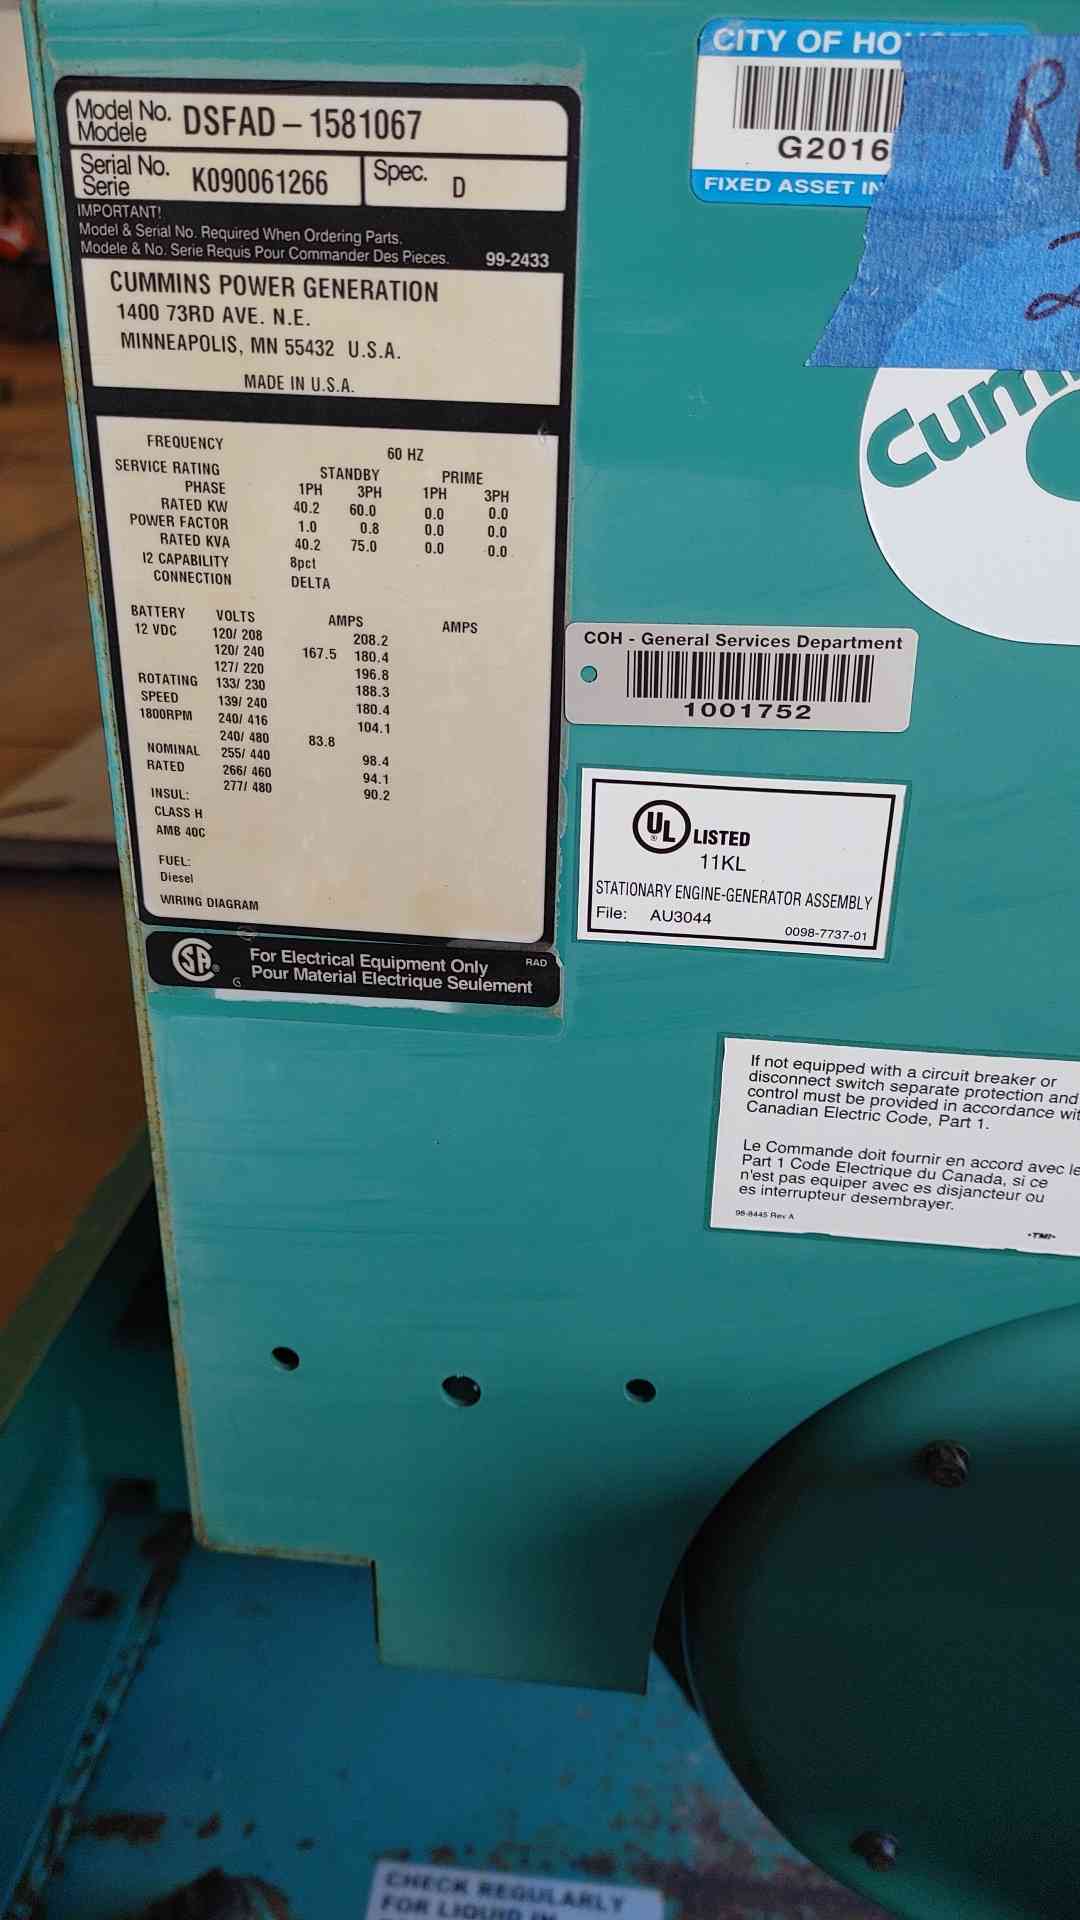 Model No. DSFAD – 1581067
Modele
Serial No. K090061266 Spec. D
Serie
IMPORTANT!
Model & Serial No. Required When Ordering Parts.
Modele & No. Serie Requis Pour Commander Des Pieces. 99-2433
CUMMINS POWER GENERATION
1400 73RD AVE. N.E.
MINNEAPOLIS, MN 55432 U.S.A.
MADE IN U.S.A.
FREQUENCY 60 HZ
SERVICE RATING STANDBY PRIME
PHASE 1PH 3PH 1PH 3PH
RATED KW 40.2 60.0 0.0 0.0
POWER FACTOR 1.0 0.8 0.0 0.0
RATED KVA 40.2 75.0 0.0 0.0
I2 CAPABILITY 8pct
CONNECTION DELTA
BATTERY VOLTS AMPS AMPS
12 VDC 120/ 208 208.2
120/ 240 167.5 180.4
127/ 220 196.8
ROTATING 133/ 230 188.3
SPEED 139/ 240 180.4
1800RPM 240/ 416 104.1
240/ 480 83.8
NOMINAL 255/ 440 98.4
RATED 266/ 460 94.1
277/ 480 90.2
INSUL:
CLASS H
AMB 40C
FUEL:
Diesel
WIRING DIAGRAM
SA ® For Electrical Equipment Only RAD
G Pour Material Electrique Seulement
CITY OF
G2016
FIXED ASSET
R
2
Cum
COH - General Services Department
1001752
UL ® LISTED
11KL
STATIONARY ENGINE-GENERATOR ASSEMBLY
File: AU3044
0098-7737-01
If not equipped with a circuit breaker or
disconnect switch separate protection and
control must be provided in accordance
Canadian Electric Code, Part 1.
Le Commande doit fournir en accord avec
Part 1 Code Electrique du Canada, si ce
n'est pas equiper avec es disjoncteur ou
es interrupteur desembrayer.
98-8445 Rev A
-TMI-
CHECK REGULARLY
FOR LIQUID IN